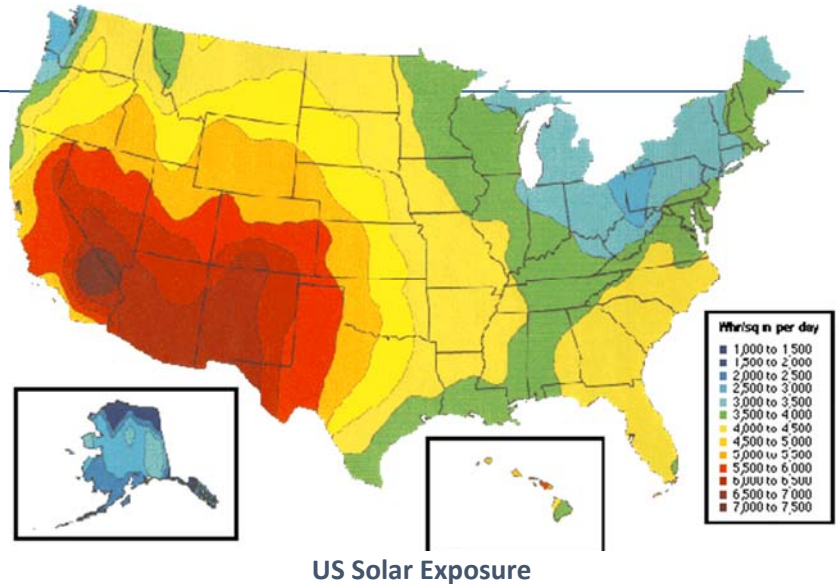 Whr/sq m per day
1,000 to 1,500
1,500 to 2,000
2,000 to 2,500
2,500 to 3,000
3,000 to 3,500
3,500 to 4,000
4,000 to 4,500
4,500 to 5,000
5,000 to 5,500
5,500 to 6,000
6,000 to 6,500
6,500 to 7,000
7,000 to 7,500
US Solar Exposure